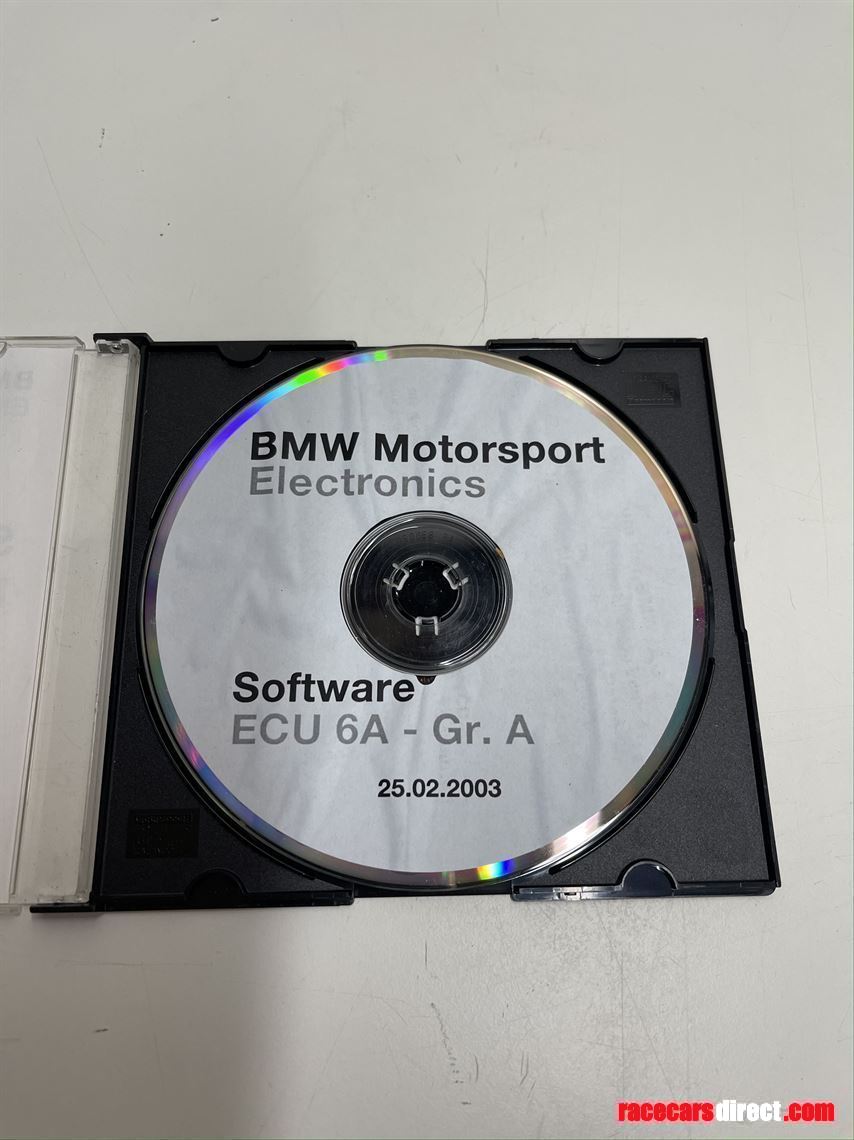 BMW Motorsport
Electronics
Software
ECU 6A - Gr. A
25.02.2003
racecarsdirect.com